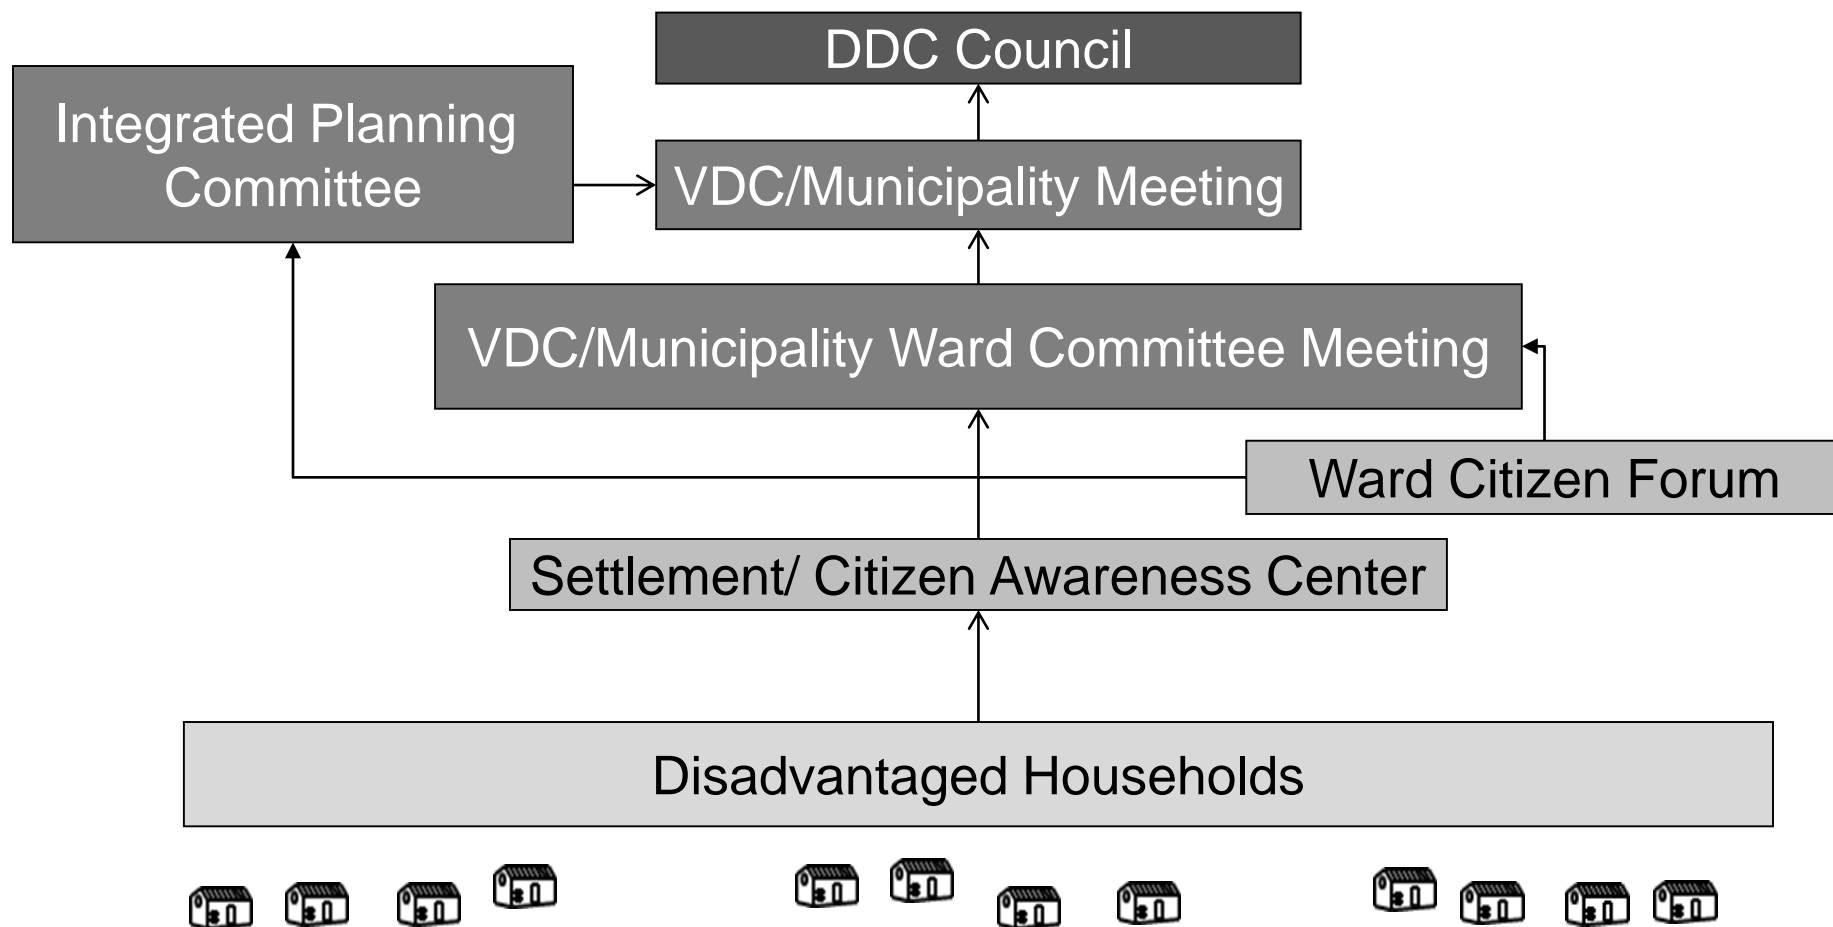 DDC Council
Integrated Planning
Committee
VDC/Municipality Meeting
VDC/Municipality Ward Committee Meeting
Ward Citizen Forum
Settlement/ Citizen Awareness Center
Disadvantaged Households